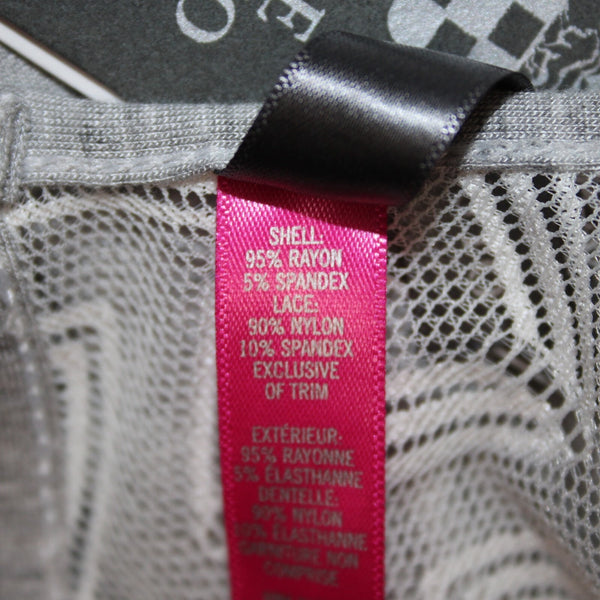 EO
SHELL:
95% RAYON
5% SPANDEX
LACE:
90% NYLON
10% SPANDEX
EXCLUSIVE
OF TRIM
EXTÉRIEUR:
95% RAYONNE
5% ÉLASTHANNE
DENTELLE:
90% NYLON
10% ÉLASTHANNE
GARNITURE NON
COMPRISE